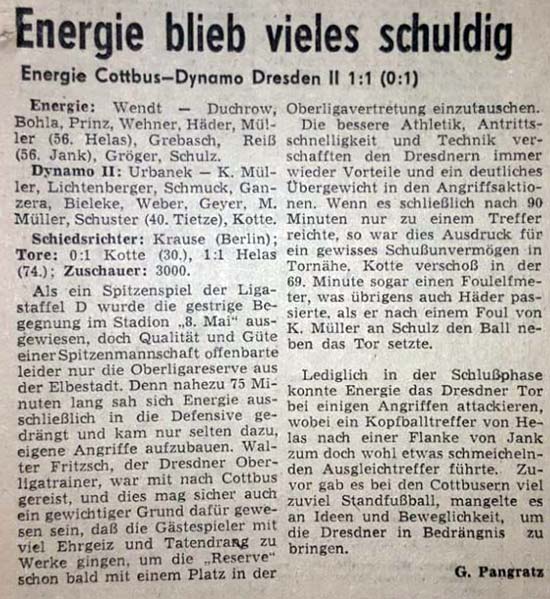 Energie blieb vieles schuldig
Energie Cottbus—Dynamo Dresden II 1:1 (0:1)
Energie: Wendt — Duchrow,
Bohla, Prinz, Wehner, Häder, Mül-
ler (56. Helas), Grebasch, Reiß
(56. Jank), Gröger, Schulz.
Dynamo II: Urbanek — K. Mül-
ler, Lichtenberger, Schmuck, Gan-
zera, Bieleke, Weber, Geyer, M.
Müller, Schuster (40. Tietze), Kotte.
Schiedsrichter: Krause (Berlin);
Tore: 0:1 Kotte (30.), 1:1 Helas
(74.); Zuschauer: 3000.
Als ein Spitzenspiel der Liga-
staffel D wurde die gestrige Be-
gegnung im Stadion „8. Mai“ aus-
gewiesen, doch Qualität und Güte
einer Spitzenmannschaft offenbarte
leider nur die Oberligareserve aus
der Elbestadt. Denn nahezu 75 Mi-
nuten lang sah sich Energie aus-
schließlich in die Defensive ge-
drängt und kam nur selten dazu,
eigene Angriffe aufzubauen. Wal-
ter Fritzsch, der Dresdner Ober-
ligatrainer, war mit nach Cottbus
gereist, und dies mag sicher auch
ein gewichtiger Grund dafür gewe-
sen sein, daß die Gästespieler mit
viel Ehrgeiz und Tatendrang zu
Werke gingen, um die „Reserve“
schon bald mit einem Platz in der
Oberligavertretung einzutauschen.
Die bessere Athletik, Antritts-
schnelligkeit und Technik ver-
schafften den Dresdnern immer
wieder Vorteile und ein deutliches
Übergewicht in den Angriffsaktio-
nen. Wenn es schließlich nach 90
Minuten nur zu einem Treffer
reichte, so war dies Ausdruck für
ein gewisses Schußunvermögen in
Tornähe. Kotte verschoß in der
69. Minute sogar einen Foulelfme-
ter, was übrigens auch Häder pas-
sierte, als er nach einem Foul von
K. Müller an Schulz den Ball ne-
ben das Tor setzte.
Lediglich in der Schlußphase
konnte Energie das Dresdner Tor
bei einigen Angriffen attackieren,
wobei ein Kopfballtreffer von He-
las nach einer Flanke von Jank
zum doch wohl etwas schmeicheln-
den Ausgleichtreffer führte. Zu-
vor gab es bei den Cottbusern viel
zuviel Standfußball, mangelte es
an Ideen und Beweglichkeit, um
die Dresdner in Bedrängnis zu
bringen.
G. Pangratz